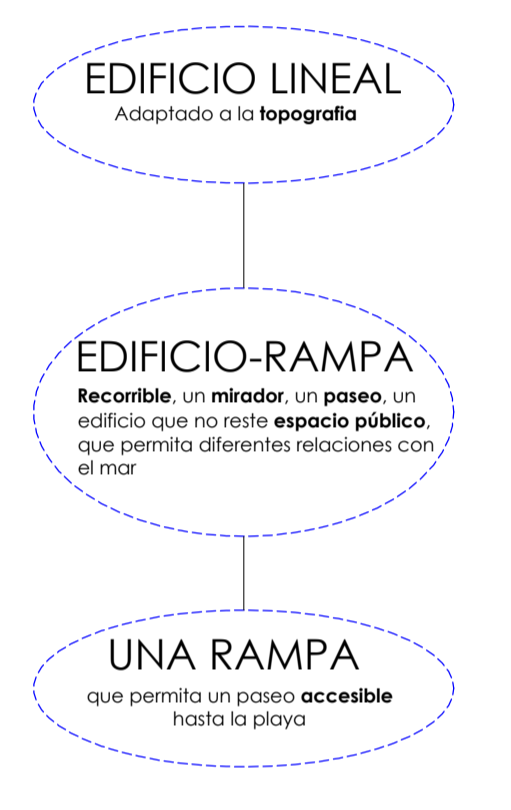 EDIFICIO LINEAL
Adaptado a la topografia
EDIFICIO-RAMPA
Recorrible, un mirador, un paseo, un
edificio que no reste espacio público,
que permita diferentes relaciones con
el mar
UNA RAMPA
que permita un paseo accesible
hasta la playa